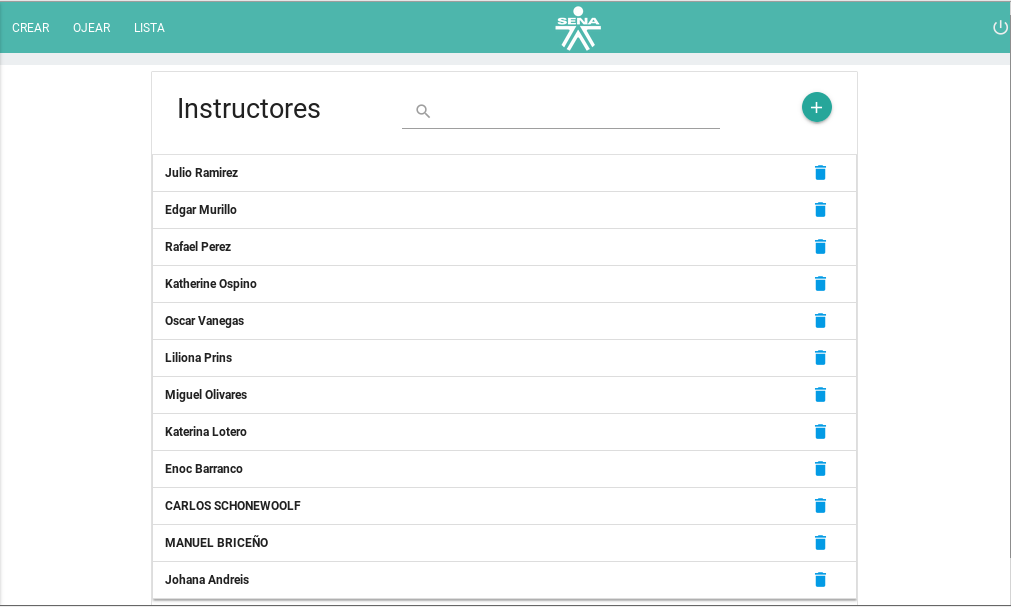 CREAR OJEAR LISTA
SENA
Instructores
Julio Ramirez
Edgar Murillo
Rafael Perez
Katherine Ospino
Oscar Vanegas
Liliona Prins
Miguel Olivares
Katerina Lotero
Enoc Barranco
CARLOS SCHONEWOOLF
MANUEL BRICEÑO
Johana Andreis